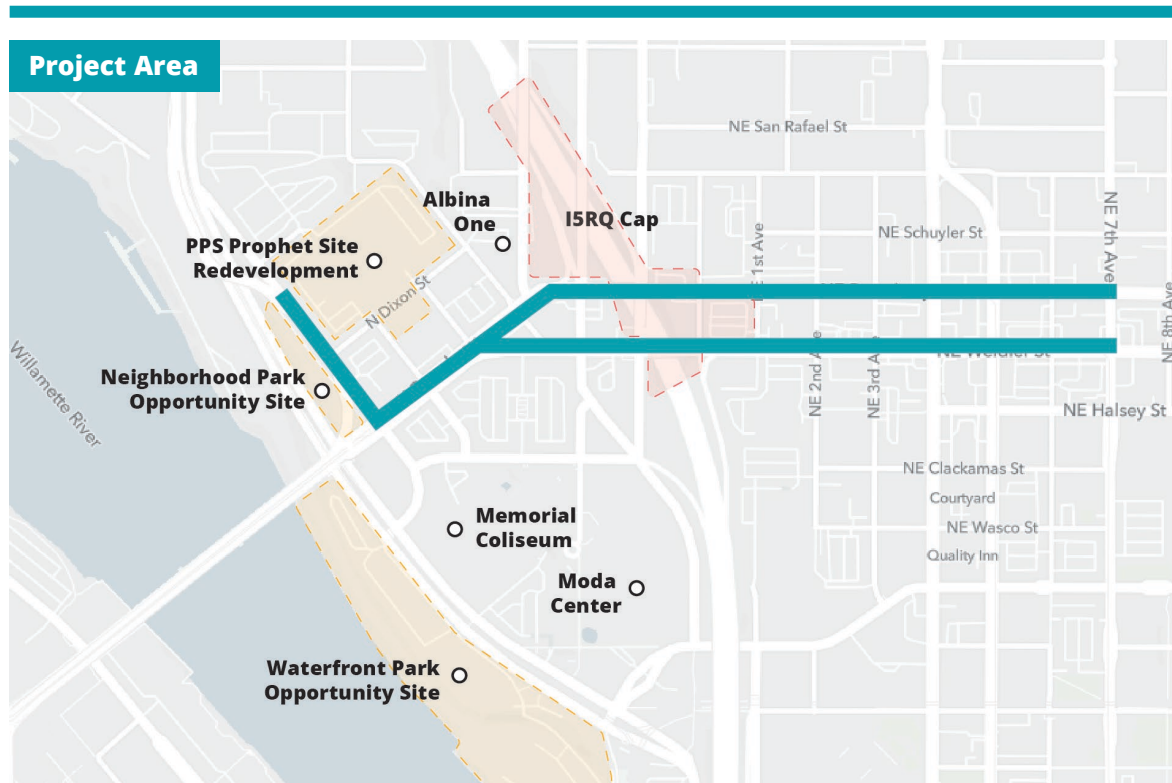 Project Area
NE San Rafael St
Albina
One
I5RQ Cap
NE 7th Ave
NE 1st Ave
NE Schuyler St
PPS Prophet Site
Redevelopment
N Dixon St
NE 8th Ave
NE Weidler St
Willamette River
Neighborhood Park
Opportunity Site
NE 2nd Ave
NE 3rd Ave
NE Halsey St
NE Clackamas St
Courtyard
Memorial
Coliseum
NE Wasco St
Quality Inn
Moda
Center
Waterfront Park
Opportunity Site